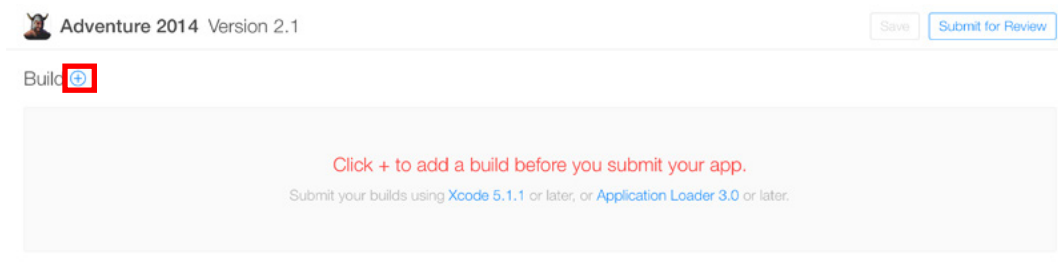 Adventure 2014 Version 2.1
Save
Submit for Review
Build
Click + to add a build before you submit your app.
Submit your builds using Xcode 5.1.1 or later, or Application Loader 3.0 or later.